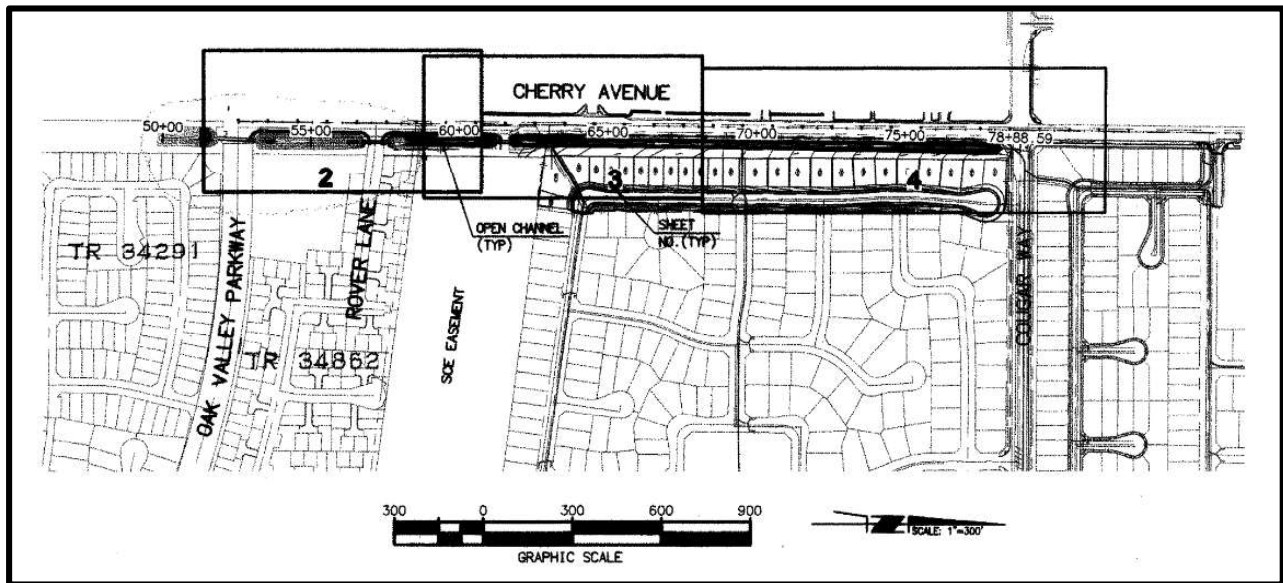 CHERRY AVENUE
50+00
55+00
60+00
65+00
70+00
75+00
78+88.59
2
3
4
OPEN CHANNEL
(TYP)
SHEET
NO.(TYP)
TR 34291
OAK VALLEY PARKWAY
ROVER LANE
TR 34862
SCE EASEMENT
COUGAR WAY
300 0 300 600 900
GRAPHIC SCALE
SCALE: 1"=300'